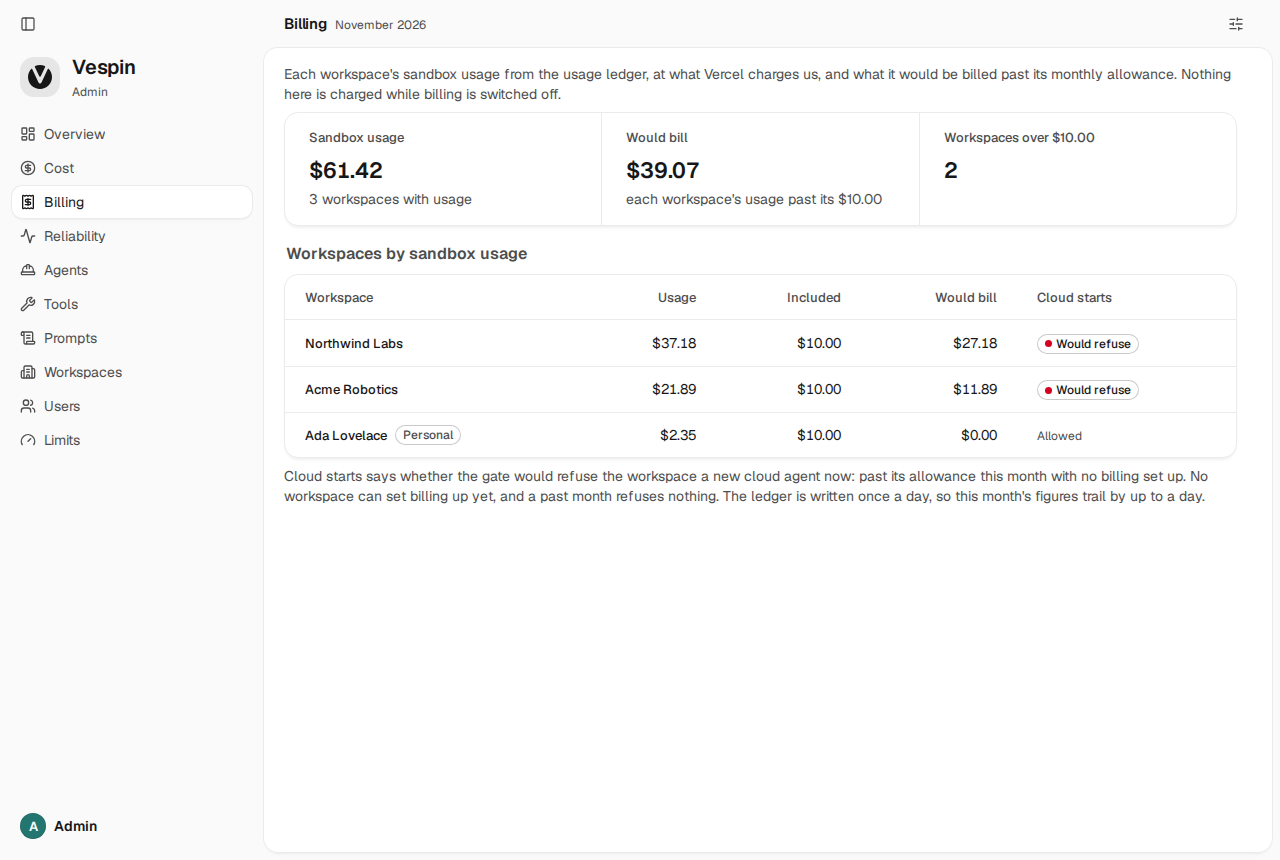 Billing November 2026
Vespin
Admin
Overview
Cost
Billing
Reliability
Agents
Tools
Prompts
Workspaces
Users
Limits
A Admin
Each workspace's sandbox usage from the usage ledger, at what Vercel charges us, and what it would be billed past its monthly allowance. Nothing
here is charged while billing is switched off.
Sandbox usage
$61.42
3 workspaces with usage
Would bill
$39.07
each workspace's usage past its $10.00
Workspaces over $10.00
2
Workspaces by sandbox usage
Workspace Usage Included Would bill Cloud starts
Northwind Labs $37.18 $10.00 $27.18 Would refuse
Acme Robotics $21.89 $10.00 $11.89 Would refuse
Ada Lovelace Personal $2.35 $10.00 $0.00 Allowed
Cloud starts says whether the gate would refuse the workspace a new cloud agent now: past its allowance this month with no billing set up. No
workspace can set billing up yet, and a past month refuses nothing. The ledger is written once a day, so this month's figures trail by up to a day.